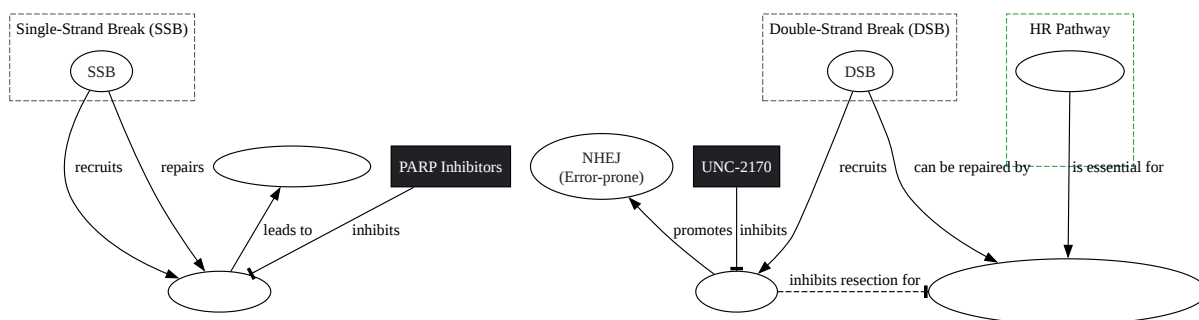 Single-Strand Break (SSB)
Double-Strand Break (DSB)
HR Pathway
SSB
DSB
recruits
repairs
PARP Inhibitors
NHEJ
(Error-prone)
UNC-2170
recruits
can be repaired by
is essential for
leads to
inhibits
promotes
inhibits
inhibits resection for